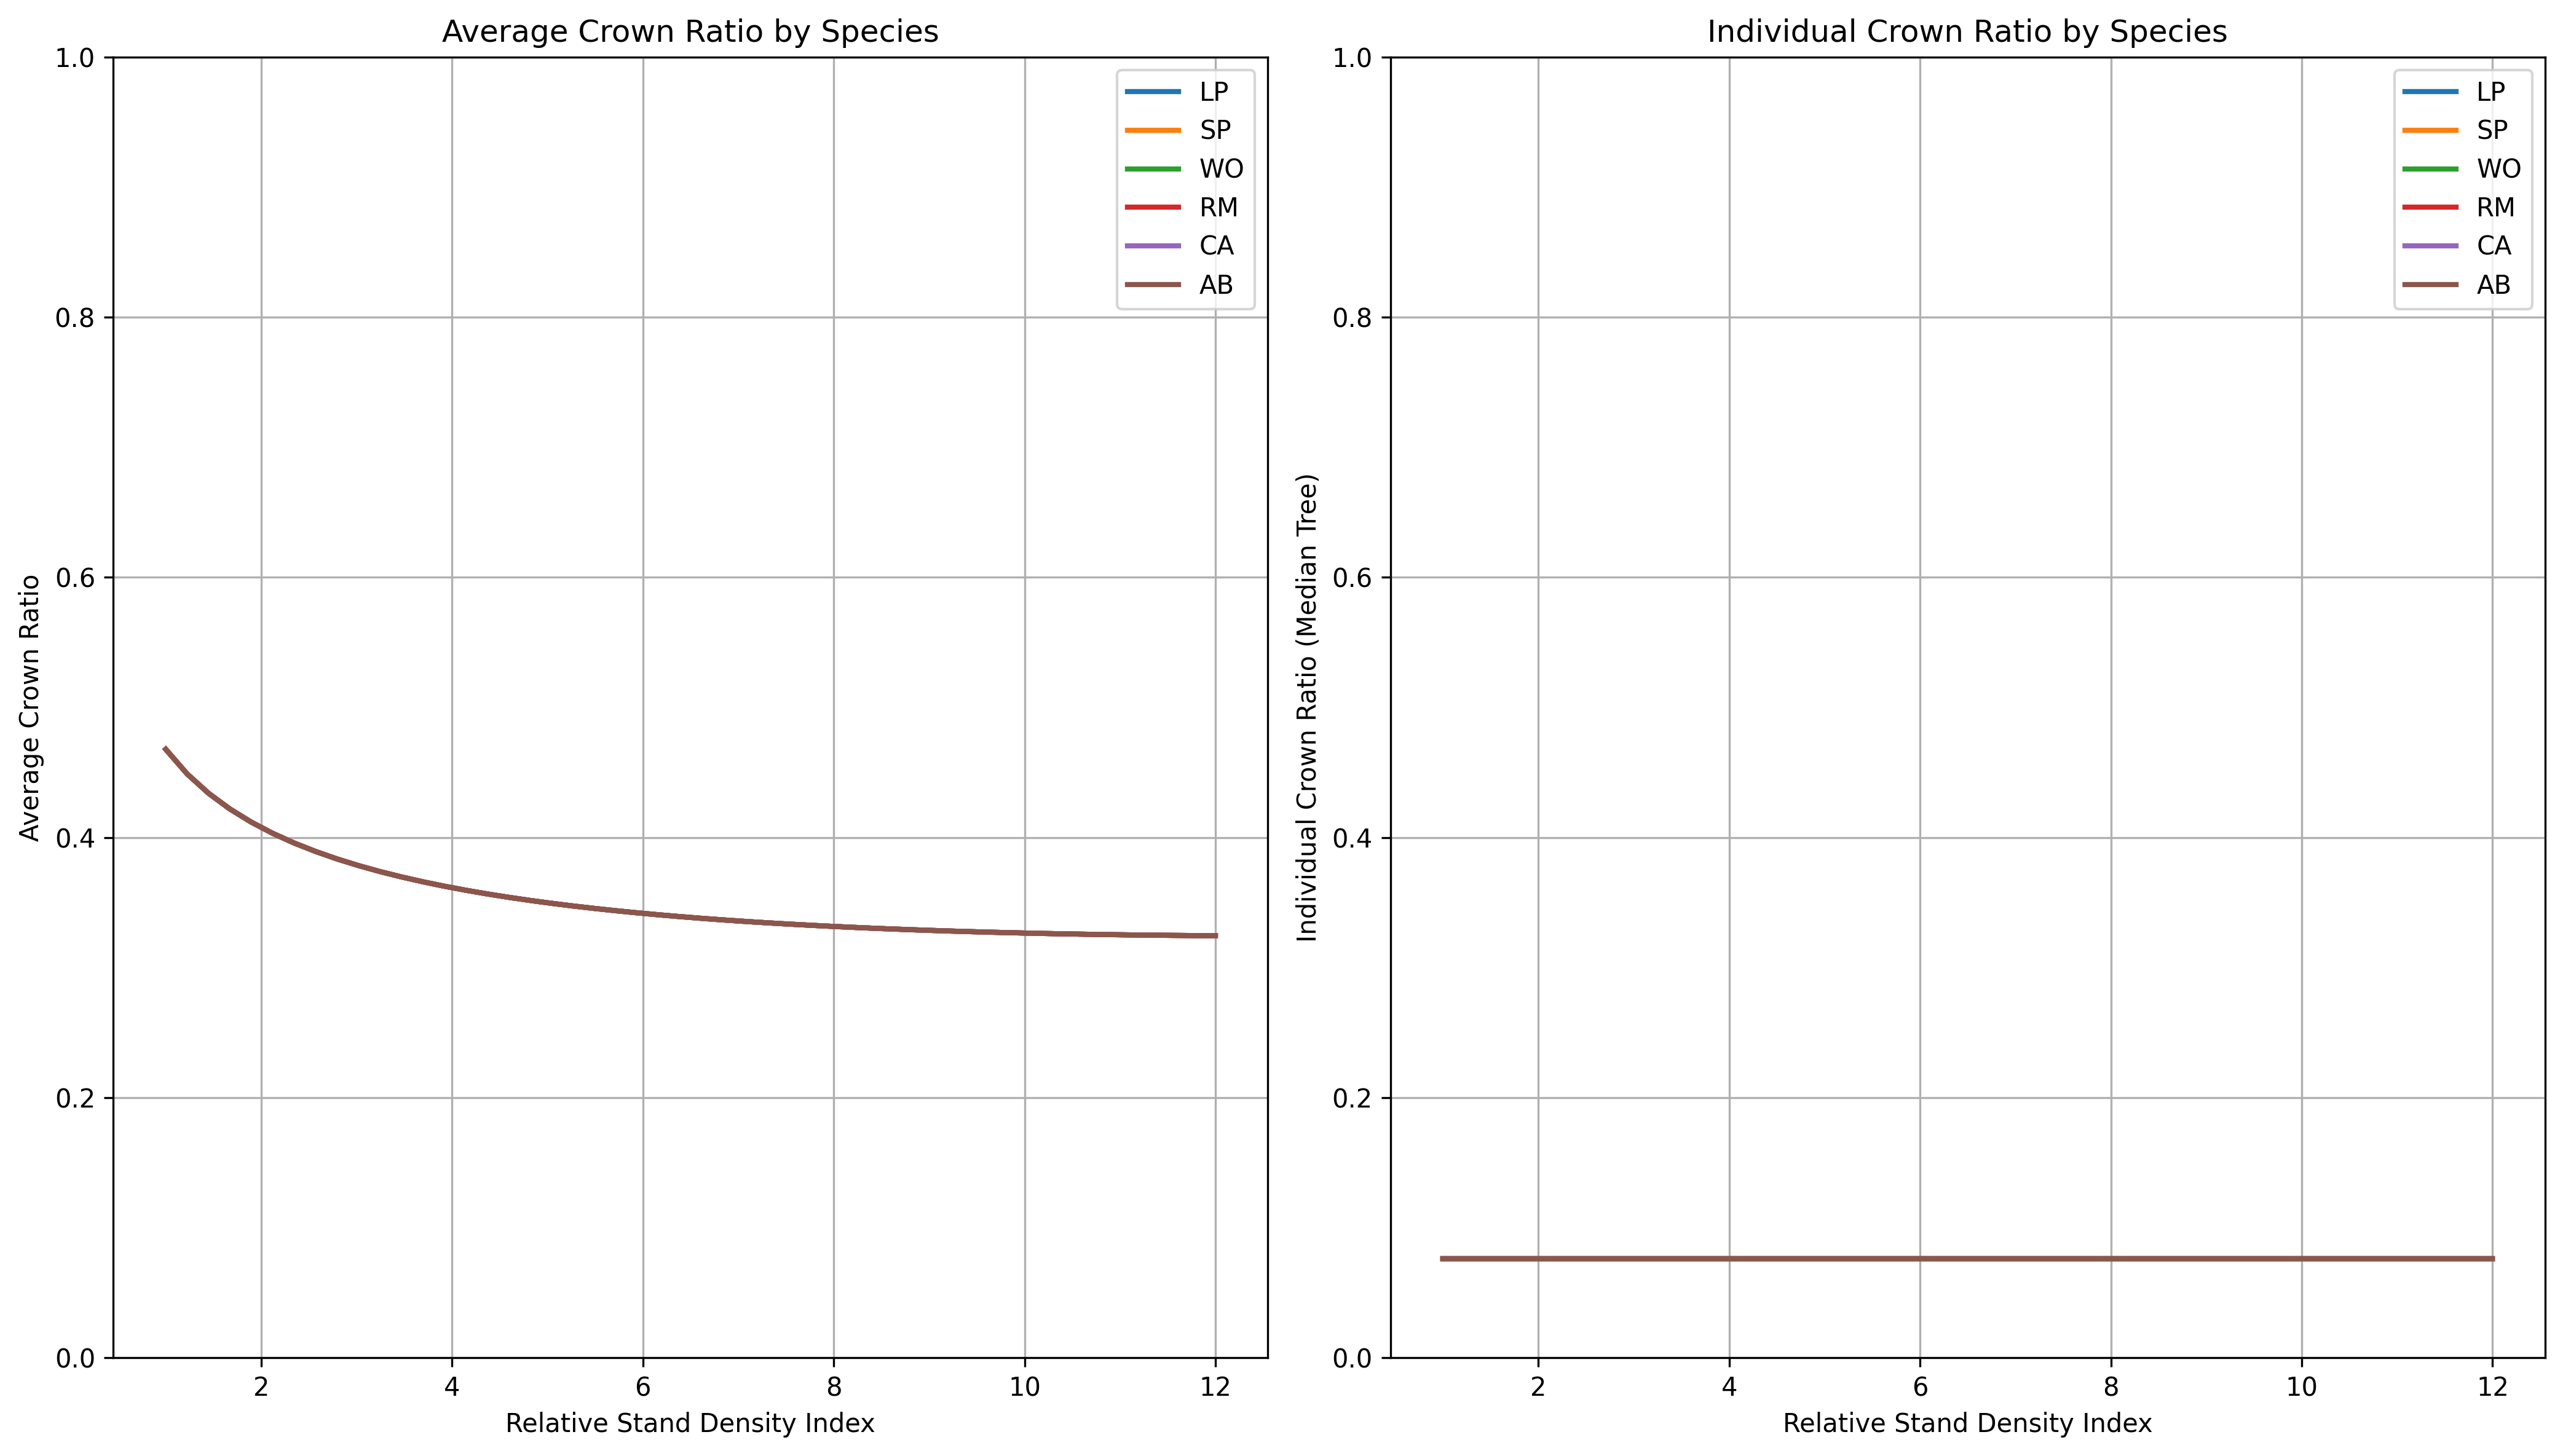 Average Crown Ratio by Species
1.0
0.8
0.6
0.4
0.2
0.0
Average Crown Ratio
LP
SP
WO
RM
CA
AB
2 4 6 8 10 12
Relative Stand Density Index
Individual Crown Ratio by Species
1.0
0.8
0.6
0.4
0.2
0.0
Individual Crown Ratio (Median Tree)
LP
SP
WO
RM
CA
AB
2 4 6 8 10 12
Relative Stand Density Index